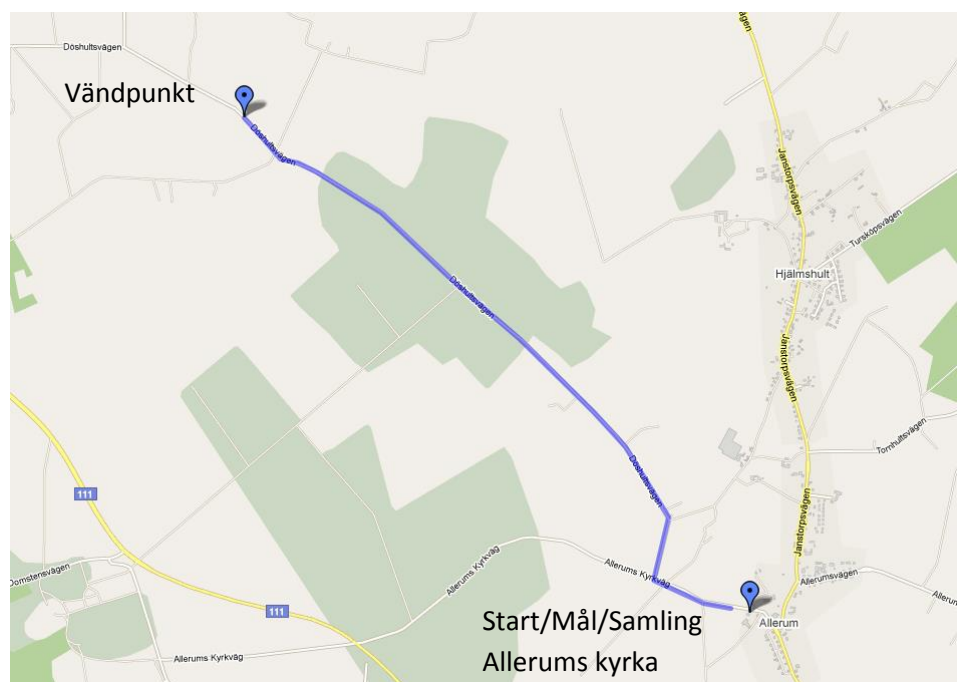 Döshultsvägen
Vändpunkt
Döshultsvägen
Janstorpsvägen
Turskopsvägen
Hjälmshult
Döshultsvägen
Janstorpsvägen
Tornhultsvägen
Döshultsvägen
111
Janstorpsvägen
Allerums Kyrkväg
Allerums Kyrkväg
Domstensvägen
Allerumsvägen
111
Start/Mål/Samling
Allerum
Allerums Kyrkväg
Allerums kyrka